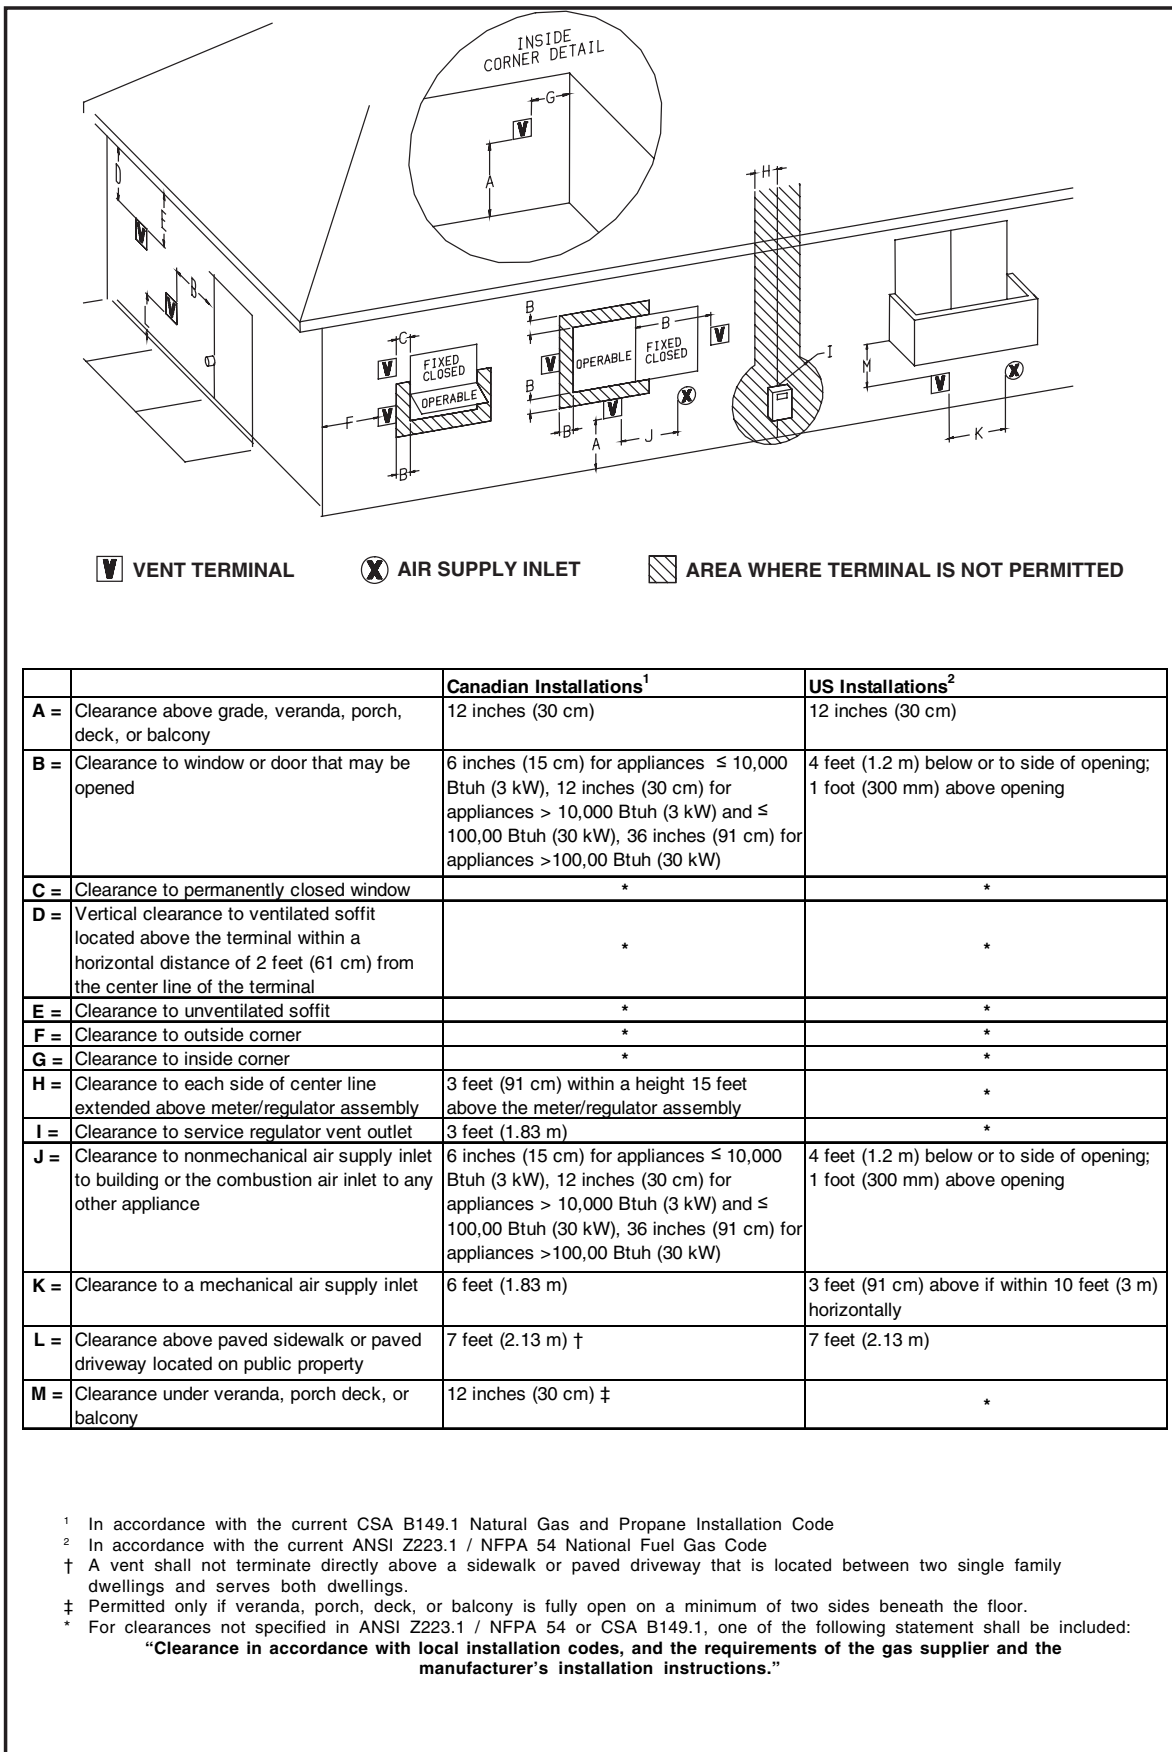 INSIDE
CORNER DETAIL
G
V
A
H
D
E
V
B
V
B
C
V
FIXED
CLOSED
OPERABLE
V
F
B
B
V
OPERABLE
FIXED
CLOSED
B
V
B
V
X
B
A
J
I
M
V
X
K
V VENT TERMINAL
X AIR SUPPLY INLET
AREA WHERE TERMINAL IS NOT PERMITTED
Canadian Installations¹
US Installations²
A = Clearance above grade, veranda, porch,
deck, or balcony
12 inches (30 cm)
12 inches (30 cm)
B = Clearance to window or door that may be
opened
6 inches (15 cm) for appliances ≤ 10,000
Btuh (3 kW), 12 inches (30 cm) for
appliances > 10,000 Btuh (3 kW) and ≤
100,00 Btuh (30 kW), 36 inches (91 cm) for
appliances >100,00 Btuh (30 kW)
4 feet (1.2 m) below or to side of opening;
1 foot (300 mm) above opening
C = Clearance to permanently closed window
*
*
D = Vertical clearance to ventilated soffit
located above the terminal within a
horizontal distance of 2 feet (61 cm) from
the center line of the terminal
*
*
E = Clearance to unventilated soffit
*
*
F = Clearance to outside corner
*
*
G = Clearance to inside corner
*
*
H = Clearance to each side of center line
extended above meter/regulator assembly
3 feet (91 cm) within a height 15 feet
above the meter/regulator assembly
*
I = Clearance to service regulator vent outlet
3 feet (1.83 m)
*
J = Clearance to nonmechanical air supply inlet
to building or the combustion air inlet to any
other appliance
6 inches (15 cm) for appliances ≤ 10,000
Btuh (3 kW), 12 inches (30 cm) for
appliances > 10,000 Btuh (3 kW) and ≤
100,00 Btuh (30 kW), 36 inches (91 cm) for
appliances >100,00 Btuh (30 kW)
4 feet (1.2 m) below or to side of opening;
1 foot (300 mm) above opening
K = Clearance to a mechanical air supply inlet
6 feet (1.83 m)
3 feet (91 cm) above if within 10 feet (3 m)
horizontally
L = Clearance above paved sidewalk or paved
driveway located on public property
7 feet (2.13 m) †
7 feet (2.13 m)
M = Clearance under veranda, porch deck, or
balcony
12 inches (30 cm) ‡
*
¹ In accordance with the current CSA B149.1 Natural Gas and Propane Installation Code
² In accordance with the current ANSI Z223.1 / NFPA 54 National Fuel Gas Code
† A vent shall not terminate directly above a sidewalk or paved driveway that is located between two single family
dwellings and serves both dwellings.
‡ Permitted only if veranda, porch, deck, or balcony is fully open on a minimum of two sides beneath the floor.
* For clearances not specified in ANSI Z223.1 / NFPA 54 or CSA B149.1, one of the following statement shall be included:
“Clearance in accordance with local installation codes, and the requirements of the gas supplier and the
manufacturer’s installation instructions.”